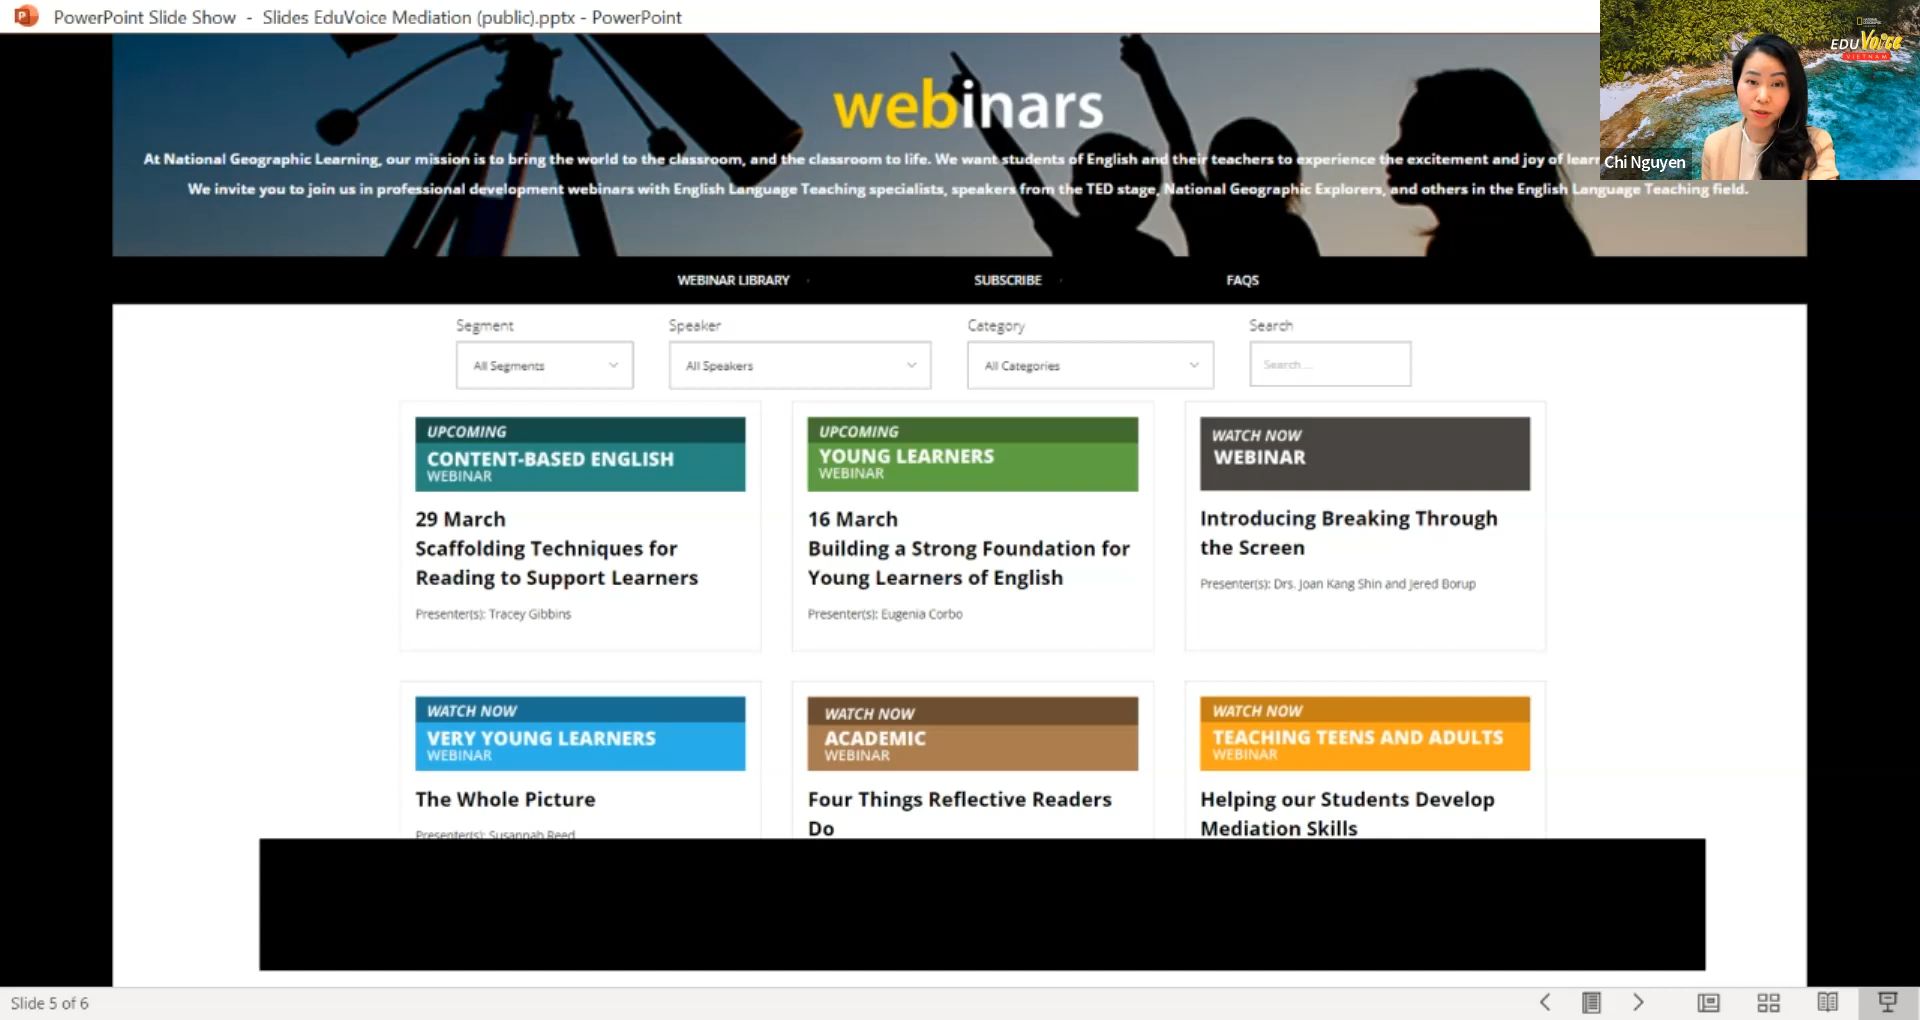 PowerPoint Slide Show - Slides EduVoice Mediation (public).pptx - PowerPoint
EDU Voice
VIETNAM
Chi Nguyen
webinars
At National Geographic Learning, our mission is to bring the world to the classroom, and the classroom to life. We want students of English and their teachers to experience the excitement and joy of
We invite you to join us in professional development webinars with English Language Teaching specialists, speakers from the TED stage, National Geographic Explorers, and others in the English Language Teaching field.
WEBINAR LIBRARY SUBSCRIBE FAQS
Segment Speaker Category Search
All Segments All Speakers All Categories Search ...
UPCOMING
CONTENT-BASED ENGLISH
WEBINAR
29 March
Scaffolding Techniques for
Reading to Support Learners
Presenter(s): Tracey Gibbins
UPCOMING
YOUNG LEARNERS
WEBINAR
16 March
Building a Strong Foundation for
Young Learners of English
Presenter(s): Eugenia Corbo
WATCH NOW
WEBINAR
Introducing Breaking Through
the Screen
Presenter(s): Drs. Joan Kang Shin and Jered Borup
WATCH NOW
VERY YOUNG LEARNERS
WEBINAR
The Whole Picture
Presenter(s): Susannah Reed
WATCH NOW
ACADEMIC
WEBINAR
Four Things Reflective Readers
Do
WATCH NOW
TEACHING TEENS AND ADULTS
WEBINAR
Helping our Students Develop
Mediation Skills
Slide 5 of 6